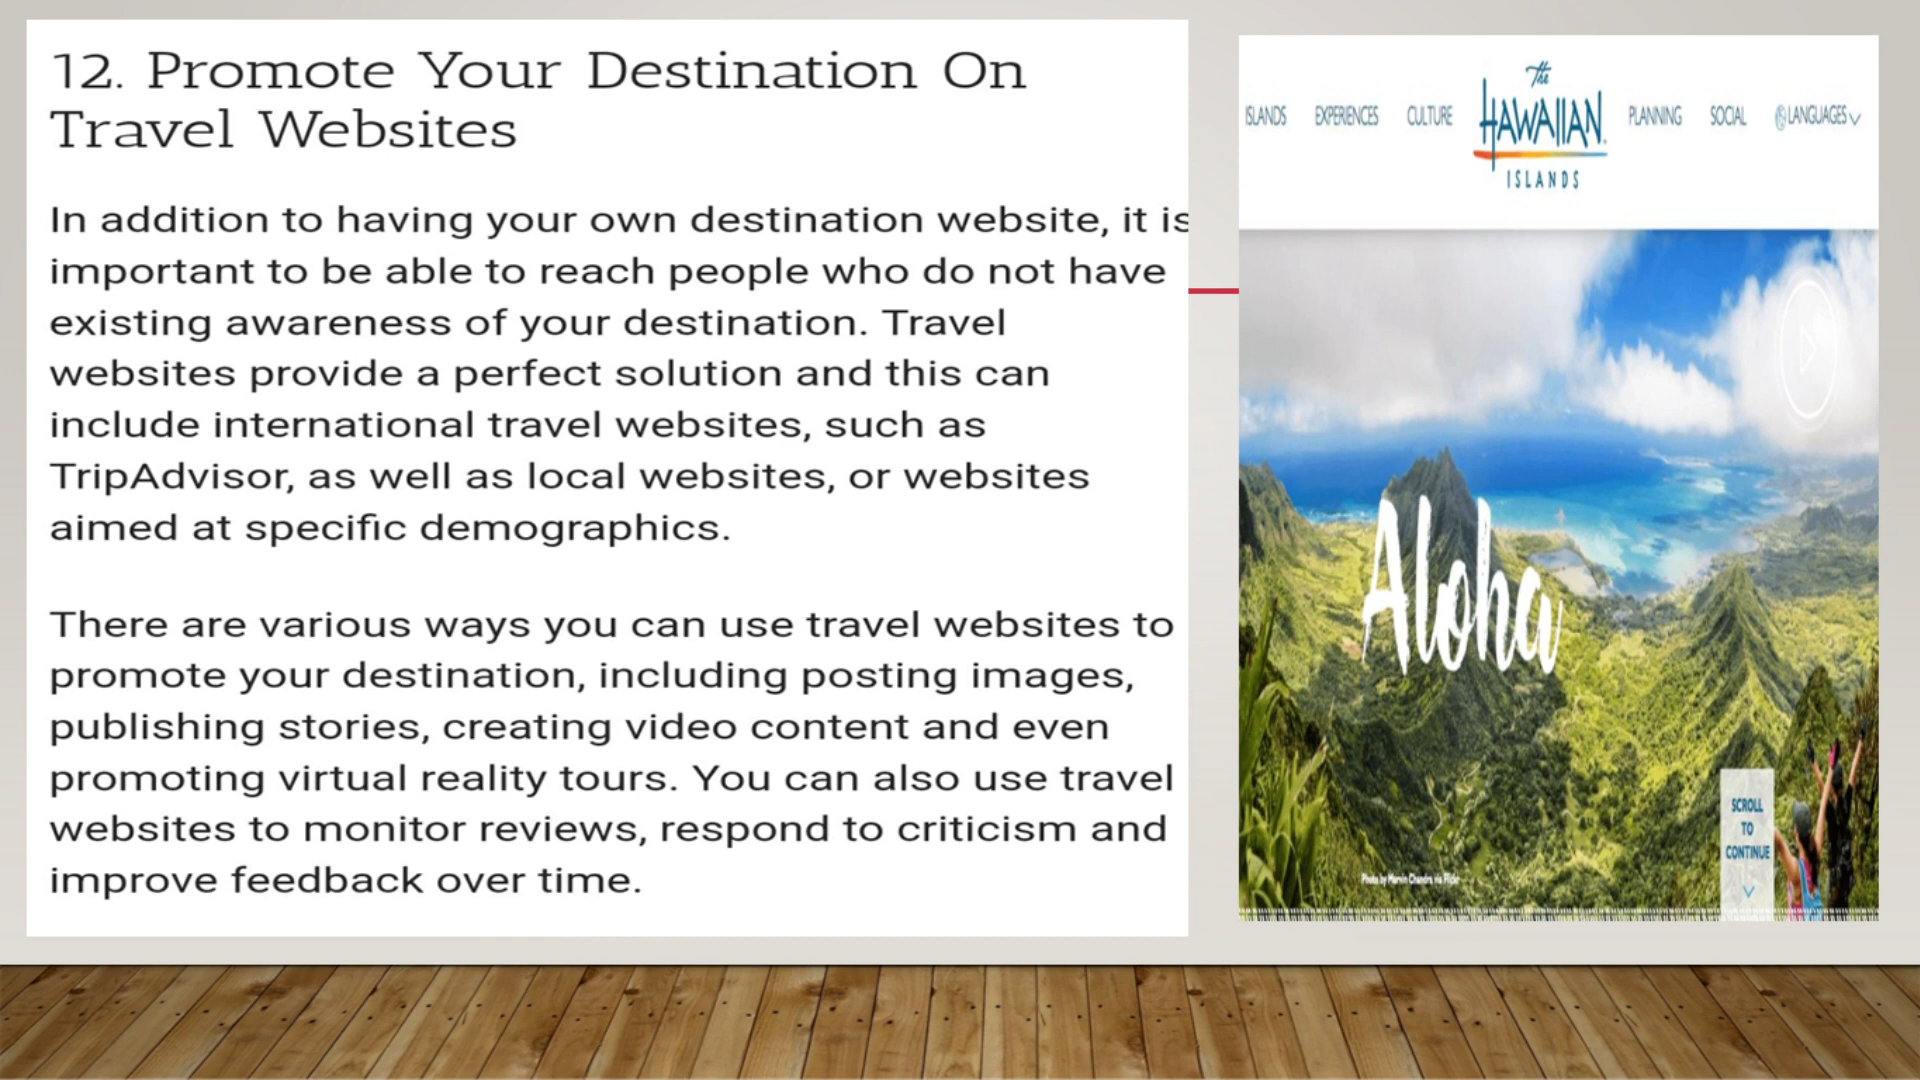 12. Promote Your Destination On
Travel Websites
In addition to having your own destination website, it is
important to be able to reach people who do not have
existing awareness of your destination. Travel
websites provide a perfect solution and this can
include international travel websites, such as
TripAdvisor, as well as local websites, or websites
aimed at specific demographics.
There are various ways you can use travel websites to
promote your destination, including posting images,
publishing stories, creating video content and even
promoting virtual reality tours. You can also use travel
websites to monitor reviews, respond to criticism and
improve feedback over time.
ISLANDS EXPERIENCES CULTURE
The
HAWAIIAN
ISLANDS
PLANNING SOCIAL LANGUAGES
Aloha
SCROLL
TO
CONTINUE
Photo by Marvin Chandra via Flickr